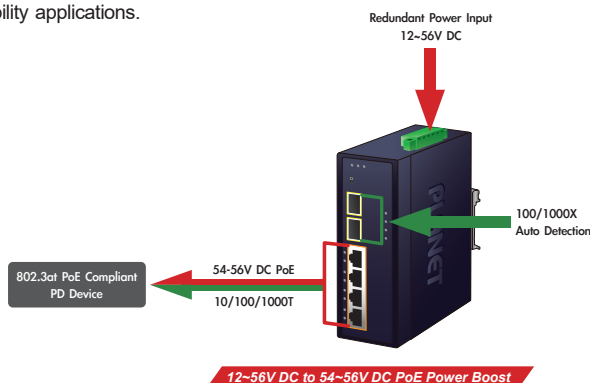 bility applications.
Redundant Power Input
12~56V DC
PLANET
100/1000X
Auto Detection
54-56V DC PoE
10/100/1000T
802.3at PoE Compliant
PD Device
12~56V DC to 54~56V DC PoE Power Boost